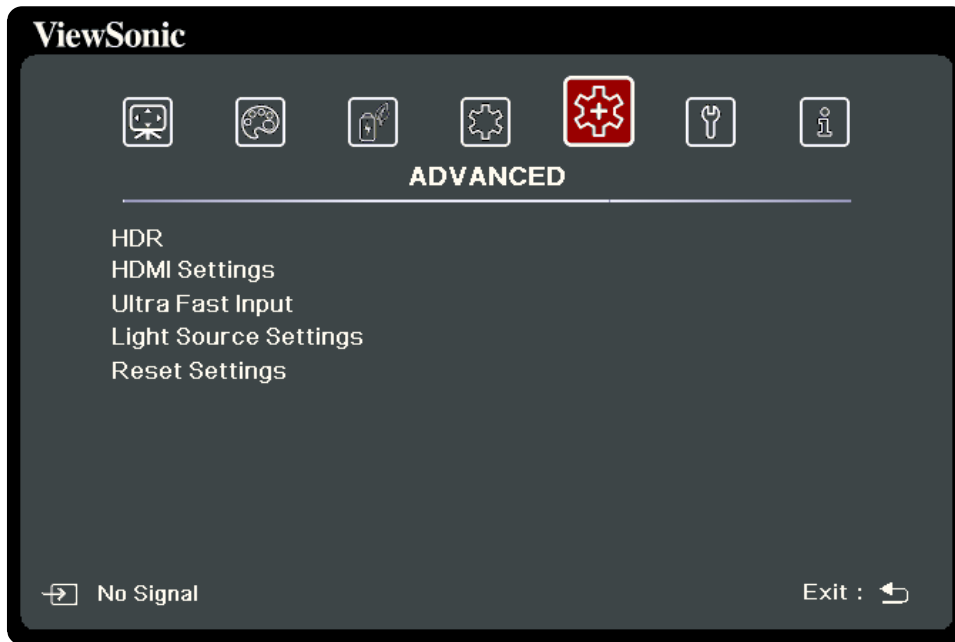 ViewSonic
ADVANCED
HDR
HDMI Settings
Ultra Fast Input
Light Source Settings
Reset Settings
No Signal
Exit :